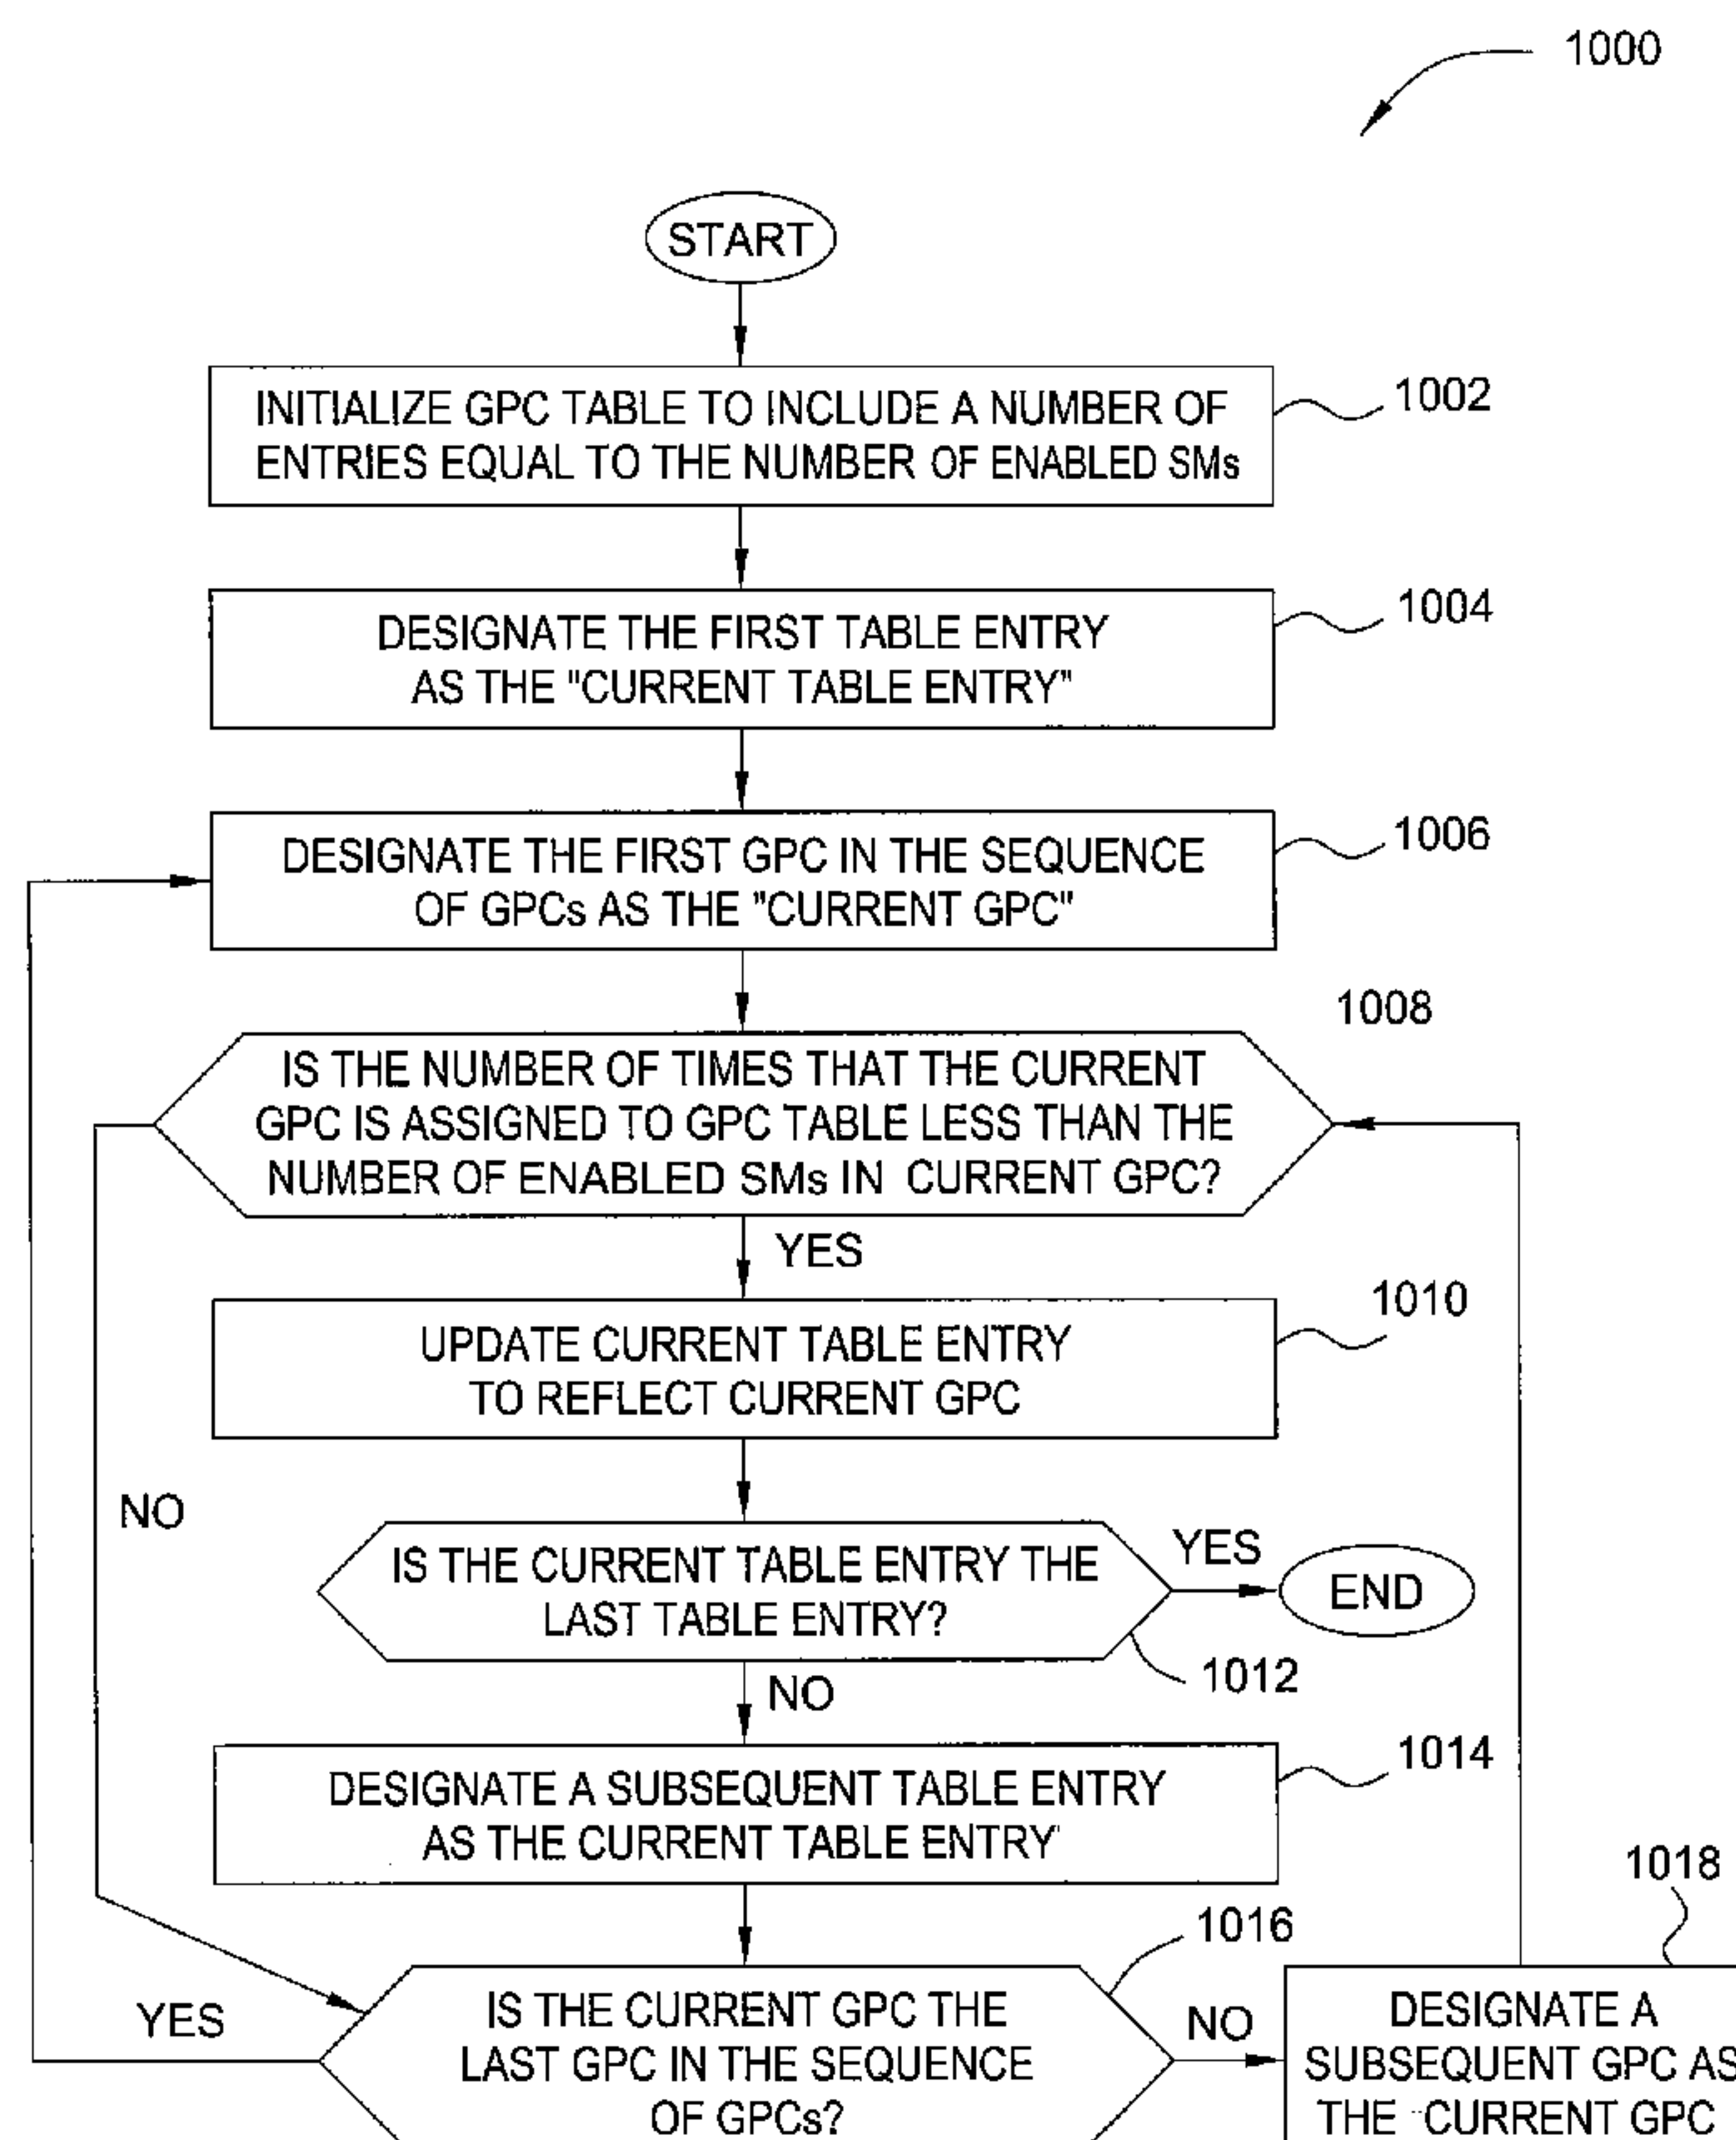 1000
START
INITIALIZE GPC TABLE TO INCLUDE A NUMBER OF
ENTRIES EQUAL TO THE NUMBER OF ENABLED SMs
1002
DESIGNATE THE FIRST TABLE ENTRY
AS THE "CURRENT TABLE ENTRY"
1004
DESIGNATE THE FIRST GPC IN THE SEQUENCE
OF GPCs AS THE "CURRENT GPC"
1006
1008
IS THE NUMBER OF TIMES THAT THE CURRENT
GPC IS ASSIGNED TO GPC TABLE LESS THAN THE
NUMBER OF ENABLED SMs IN CURRENT GPC?
YES
1010
UPDATE CURRENT TABLE ENTRY
TO REFLECT CURRENT GPC
NO
IS THE CURRENT TABLE ENTRY THE
LAST TABLE ENTRY?
YES
END
1012
NO
1014
DESIGNATE A SUBSEQUENT TABLE ENTRY
AS THE CURRENT TABLE ENTRY
1018
1016
YES
IS THE CURRENT GPC THE
LAST GPC IN THE SEQUENCE
OF GPCs?
NO
DESIGNATE A
SUBSEQUENT GPC AS
THE CURRENT GPC